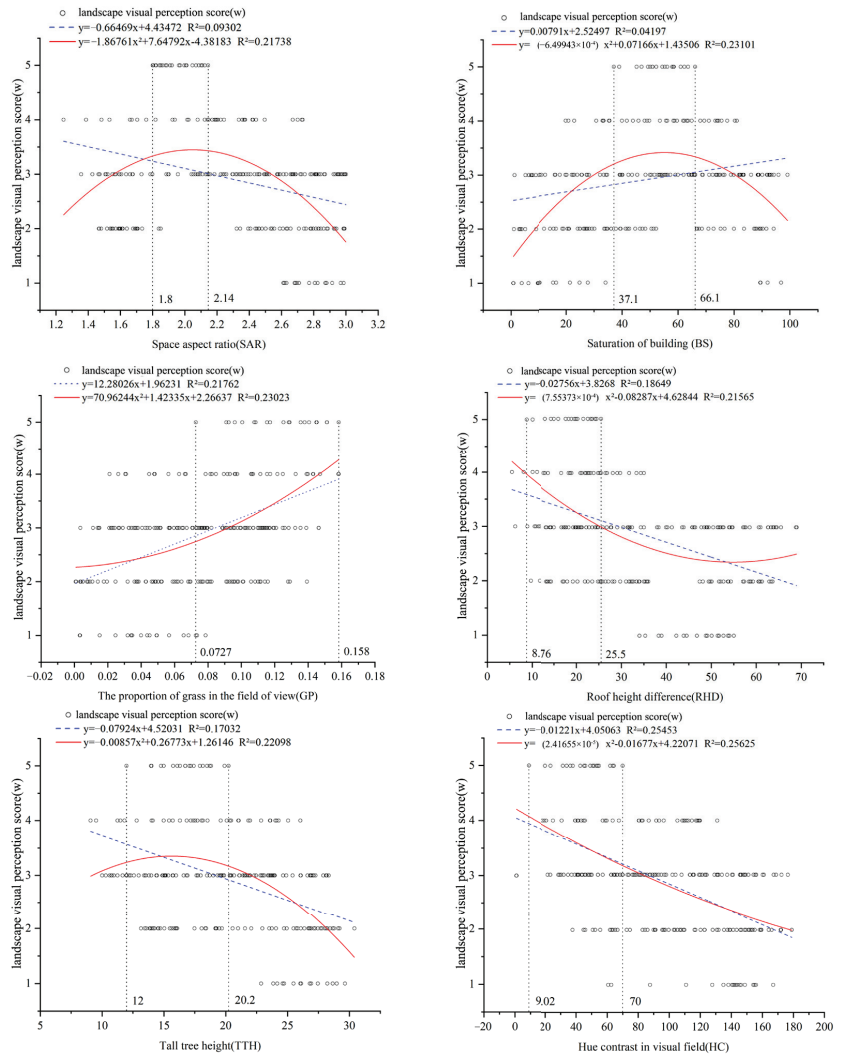 landscape visual perception score(w)
y=−0.66469x+4.43472 R²=0.09302
y=−1.86761x²+7.64792x-4.38183 R²=0.21738
landscape visual perception score(w)
5
4
3
2
1
1.8
2.14
1.2 1.4 1.6 1.8 2.0 2.2 2.4 2.6 2.8 3.0 3.2
Space aspect ratio(SAR)
landscape visual perception score(w)
y=0.00791x+2.52497 R²=0.04197
y= (−6.49943×10⁻⁴) x²+0.07166x+1.43506 R²=0.23101
landscape visual perception score(w)
5
4
3
2
1
37.1
66.1
0 20 40 60 80 100
Saturation of building (BS)
landscape visual perception score(w)
y=12.28026x+1.96231 R²=0.21762
y=70.96244x²+1.42335x+2.26637 R²=0.23023
landscape visual perception score(w)
5
4
3
2
1
0.0727
0.158
−0.02 0.00 0.02 0.04 0.06 0.08 0.10 0.12 0.14 0.16 0.18
The proportion of grass in the field of view(GP)
landscape visual perception score(w)
y=−0.02756x+3.8268 R²=0.18649
y= (7.55373×10⁻⁴) x²-0.08287x+4.62844 R²=0.21565
landscape visual perception score(w)
5
4
3
2
1
8.76
25.5
0 10 20 30 40 50 60 70
Roof height difference(RHD)
landscape visual perception score(w)
y=−0.07924x+4.52031 R²=0.17032
y=−0.00857x²+0.26773x+1.26146 R²=0.22098
landscape visual perception score(w)
5
4
3
2
1
12
20.2
5 10 15 20 25 30
Tall tree height(TTH)
landscape visual perception score(w)
y=−0.01221x+4.05063 R²=0.25453
y= (2.41655×10⁻⁵) x²-0.01677x+4.22071 R²=0.25625
landscape visual perception score(w)
5
4
3
2
1
9.02
70
−20 0 20 40 60 80 100 120 140 160 180 200
Hue contrast in visual field(HC)